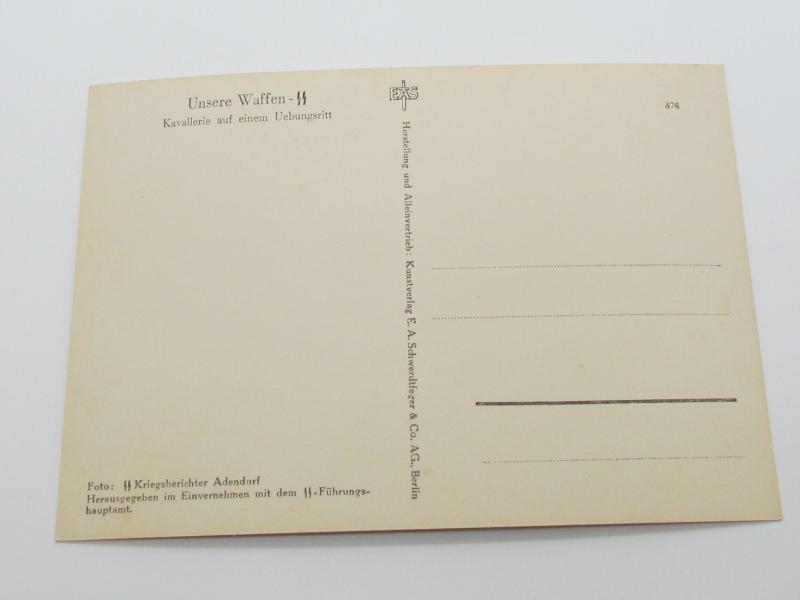 Unsere Waffen-ᛋᛋ
Kavallerie auf einem Uebungsritt
Foto: ᛋᛋ Kriegsberichter Adendorf
Herausgegeben im Einvernehmen mit dem ᛋᛋ-Führungs-
hauptamt.
EAS
Herstellung und Alleinvertrieb: Kunstverlag E. A. Schwerdtfeger & Co. AG., Berlin